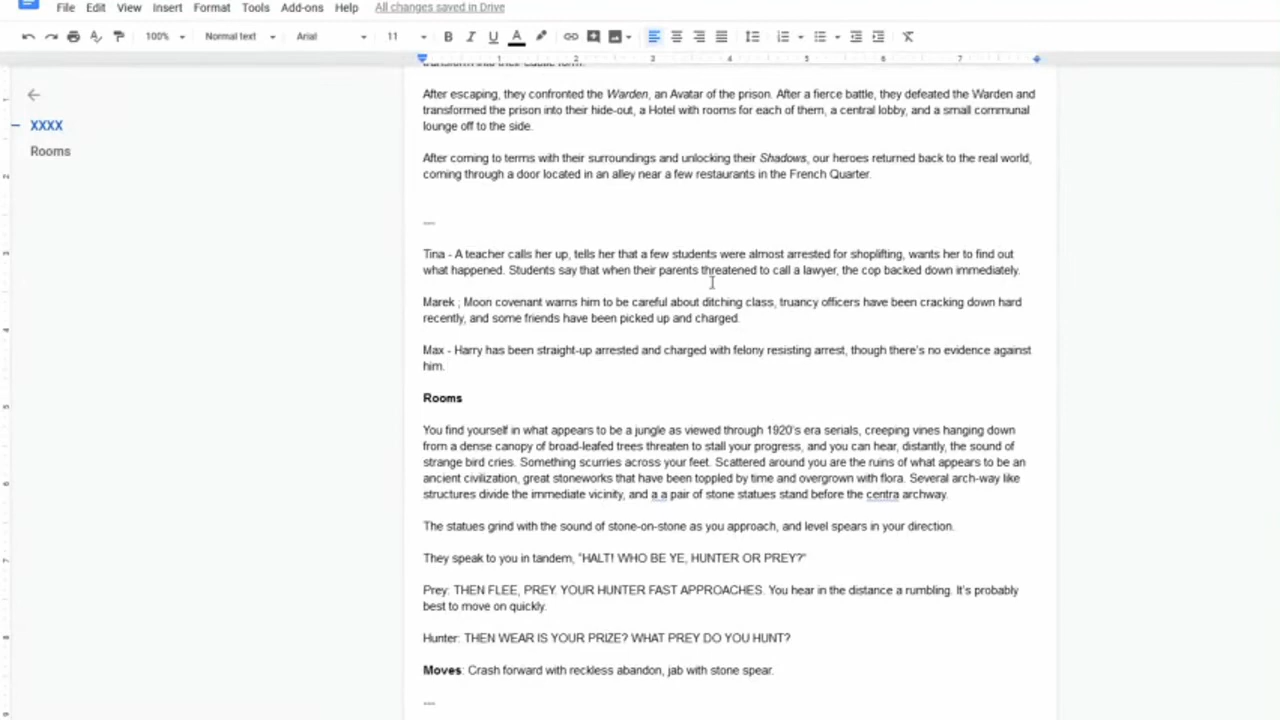 File Edit View Insert Format Tools Add-ons Help All changes saved in Drive
100% Normal text Arial 11 B I U A
1 2 3 4 5 6 7
XXXX
Rooms
After escaping, they confronted the Warden, an Avatar of the prison. After a fierce battle, they defeated the Warden and
transformed the prison into their hide-out, a Hotel with rooms for each of them, a central lobby, and a small communal
lounge off to the side.
After coming to terms with their surroundings and unlocking their Shadows, our heroes returned back to the real world,
coming through a door located in an alley near a few restaurants in the French Quarter.
---
Tina - A teacher calls her up, tells her that a few students were almost arrested for shoplifting, wants her to find out
what happened. Students say that when their parents threatened to call a lawyer, the cop backed down immediately.
Marek ; Moon covenant warns him to be careful about ditching class, truancy officers have been cracking down hard
recently, and some friends have been picked up and charged.
Max - Harry has been straight-up arrested and charged with felony resisting arrest, though there's no evidence against
him.
Rooms
You find yourself in what appears to be a jungle as viewed through 1920's era serials, creeping vines hanging down
from a dense canopy of broad-leafed trees threaten to stall your progress, and you can hear, distantly, the sound of
strange bird cries. Something scurries across your feet. Scattered around you are the ruins of what appears to be an
ancient civilization, great stoneworks that have been toppled by time and overgrown with flora. Several arch-way like
structures divide the immediate vicinity, and a a pair of stone statues stand before the centra archway.
The statues grind with the sound of stone-on-stone as you approach, and level spears in your direction.
They speak to you in tandem, "HALT! WHO BE YE, HUNTER OR PREY?"
Prey: THEN FLEE, PREY. YOUR HUNTER FAST APPROACHES. You hear in the distance a rumbling. It's probably
best to move on quickly.
Hunter: THEN WEAR IS YOUR PRIZE? WHAT PREY DO YOU HUNT?
Moves: Crash forward with reckless abandon, jab with stone spear.
---